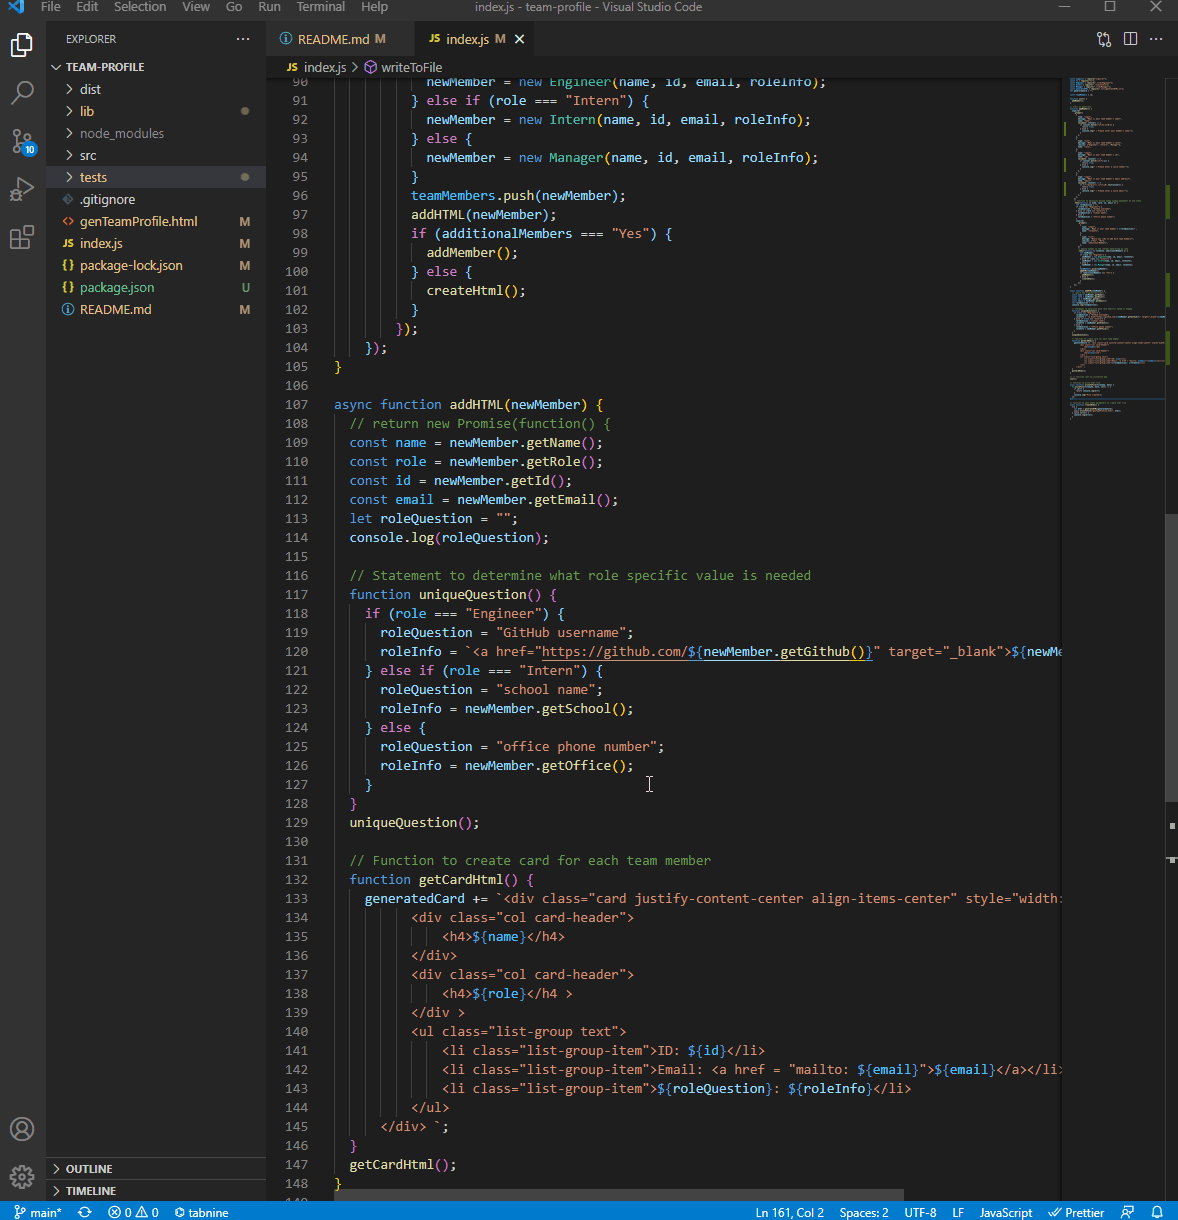 File Edit Selection View Go Run Terminal Help index.js - team-profile - Visual Studio Code
EXPLORER
TEAM-PROFILE
dist
lib
node_modules
src
tests
.gitignore
genTeamProfile.html M
index.js M
package-lock.json M
package.json U
README.md M
OUTLINE
TIMELINE
10
README.md M JS index.js M
JS index.js > writeToFile
90 newMember = new Engineer(name, id, email, roleInfo);
91 } else if (role === "Intern") {
92 newMember = new Intern(name, id, email, roleInfo);
93 } else {
94 newMember = new Manager(name, id, email, roleInfo);
95 }
96 teamMembers.push(newMember);
97 addHTML(newMember);
98 if (additionalMembers === "Yes") {
99 addMember();
100 } else {
101 createHtml();
102 }
103 });
104 });
105 }
106
107 async function addHTML(newMember) {
108 // return new Promise(function() {
109 const name = newMember.getName();
110 const role = newMember.getRole();
111 const id = newMember.getId();
112 const email = newMember.getEmail();
113 let roleQuestion = "";
114 console.log(roleQuestion);
115
116 // Statement to determine what role specific value is needed
117 function uniqueQuestion() {
118 if (role === "Engineer") {
119 roleQuestion = "GitHub username";
120 roleInfo = `<a href="https://github.com/${newMember.getGithub()}" target="_blank">${newMe
121 } else if (role === "Intern") {
122 roleQuestion = "school name";
123 roleInfo = newMember.getSchool();
124 } else {
125 roleQuestion = "office phone number";
126 roleInfo = newMember.getOffice();
127 }
128 }
129 uniqueQuestion();
130
131 // Function to create card for each team member
132 function getCardHtml() {
133 generatedCard += `<div class="card justify-content-center align-items-center" style="width:
134 <div class="col card-header">
135 <h4>${name}</h4>
136 </div>
137 <div class="col card-header">
138 <h4>${role}</h4 >
139 </div >
140 <ul class="list-group text">
141 <li class="list-group-item">ID: ${id}</li>
142 <li class="list-group-item">Email: <a href = "mailto: ${email}">${email}</a></li>
143 <li class="list-group-item">${roleQuestion}: ${roleInfo}</li>
144 </ul>
145 </div> `;
146 }
147 getCardHtml();
148 }
main* 0 0 tabnine Ln 161, Col 2 Spaces: 2 UTF-8 LF JavaScript Prettier